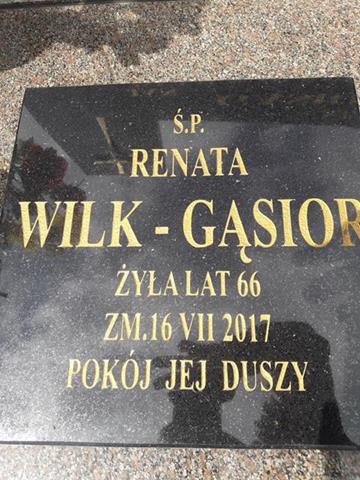 Ś.P.
RENATA
WILK - GĄSIOR
ŻYŁA LAT 66
ZM.16 VII 2017
POKÓJ JEJ DUSZY